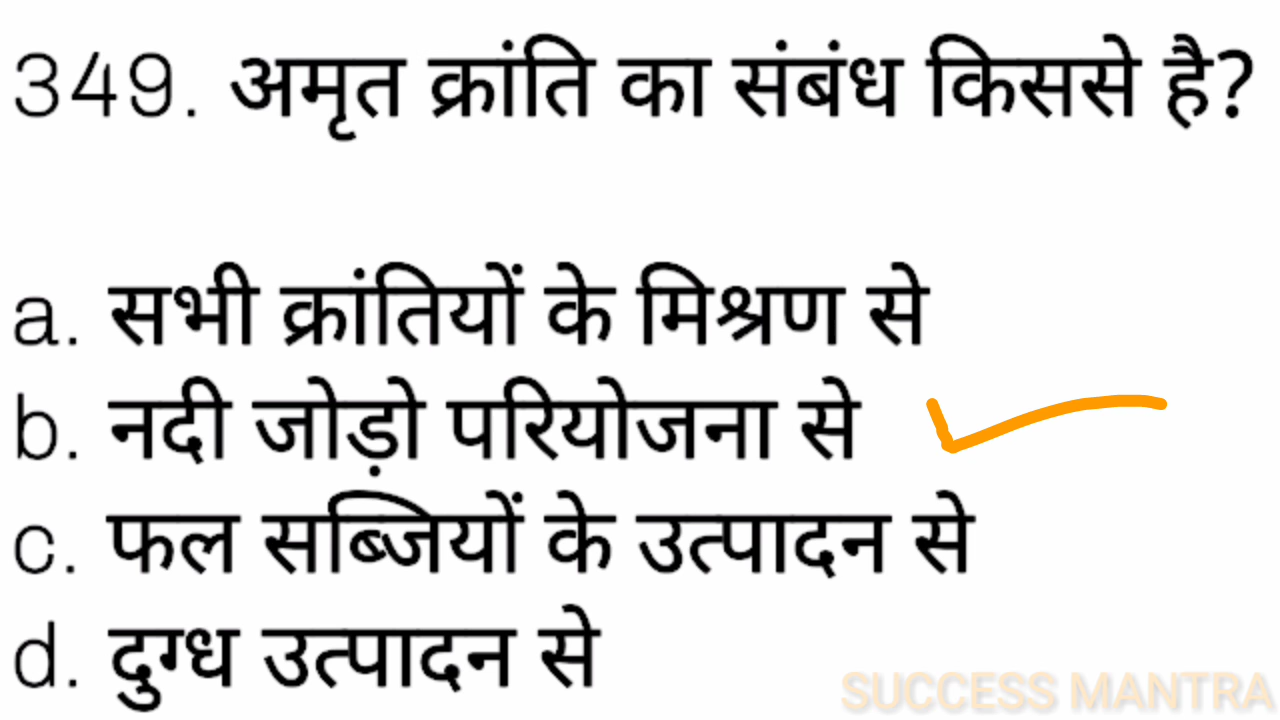 349. अमृत क्रांति का संबंध किससे है?
a. सभी क्रांतियों के मिश्रण से
b. नदी जोड़ो परियोजना से
c. फल सब्जियों के उत्पादन से
d. दुग्ध उत्पादन से
SUCCESS MANTRA